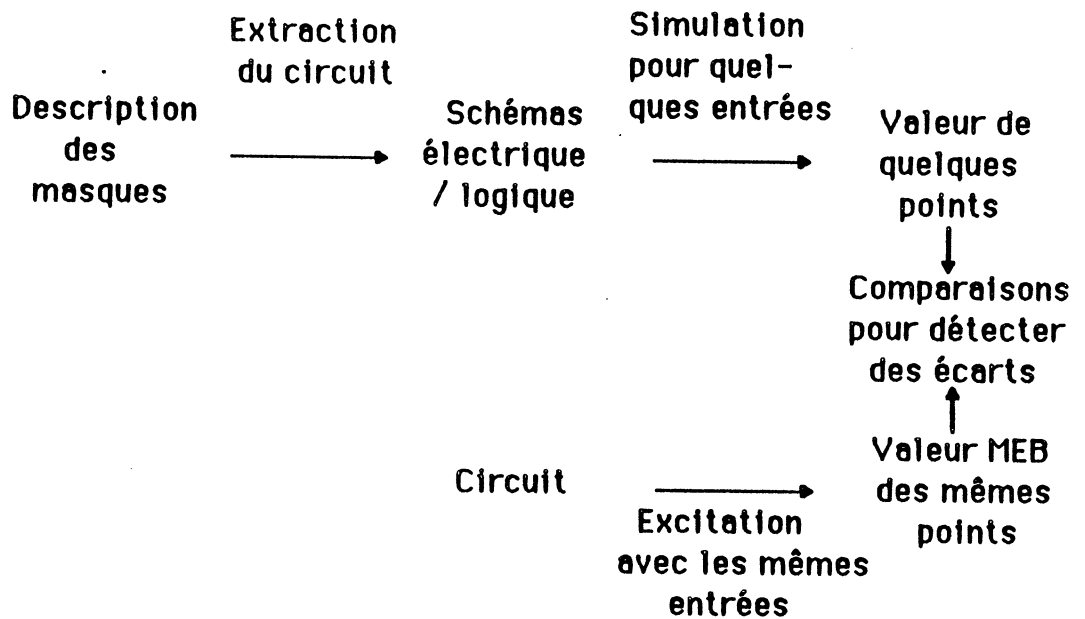 Extraction
du circuit
Simulation
pour quel-
ques entrées
Description
des
masques
Schémas
électrique
/ logique
Valeur de
quelques
points
Comparaisons
pour détecter
des écarts
Circuit
Excitation
avec les mêmes
entrées
Valeur MEB
des mêmes
points